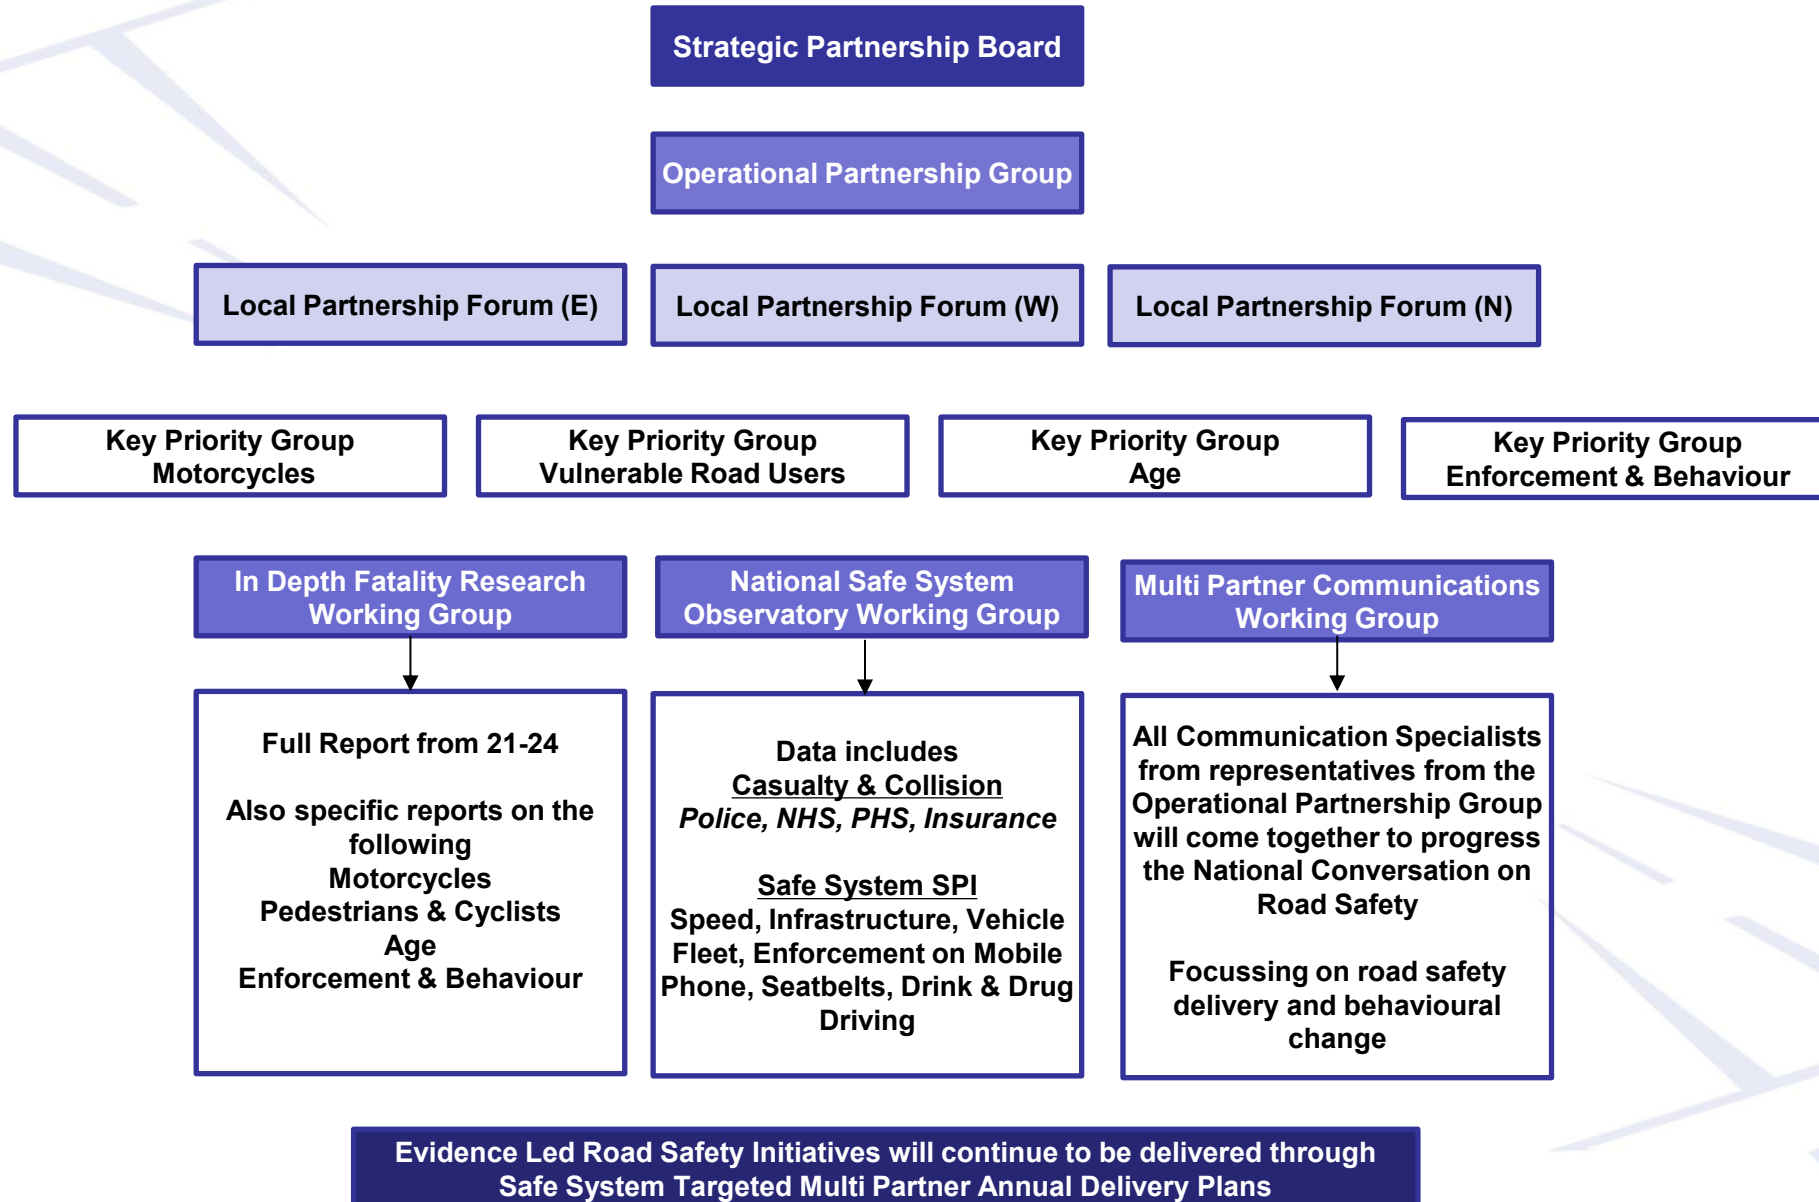 Strategic Partnership Board
Operational Partnership Group
Local Partnership Forum (E)
Local Partnership Forum (W)
Local Partnership Forum (N)
Key Priority Group
Motorcycles
Key Priority Group
Vulnerable Road Users
Key Priority Group
Age
Key Priority Group
Enforcement & Behaviour
In Depth Fatality Research
Working Group
National Safe System
Observatory Working Group
Multi Partner Communications
Working Group
Full Report from 21-24
Also specific reports on the
following
Motorcycles
Pedestrians & Cyclists
Age
Enforcement & Behaviour
Data includes
Casualty & Collision
Police, NHS, PHS, Insurance
Safe System SPI
Speed, Infrastructure, Vehicle
Fleet, Enforcement on Mobile
Phone, Seatbelts, Drink & Drug
Driving
All Communication Specialists
from representatives from the
Operational Partnership Group
will come together to progress
the National Conversation on
Road Safety
Focussing on road safety
delivery and behavioural
change
Evidence Led Road Safety Initiatives will continue to be delivered through
Safe System Targeted Multi Partner Annual Delivery Plans